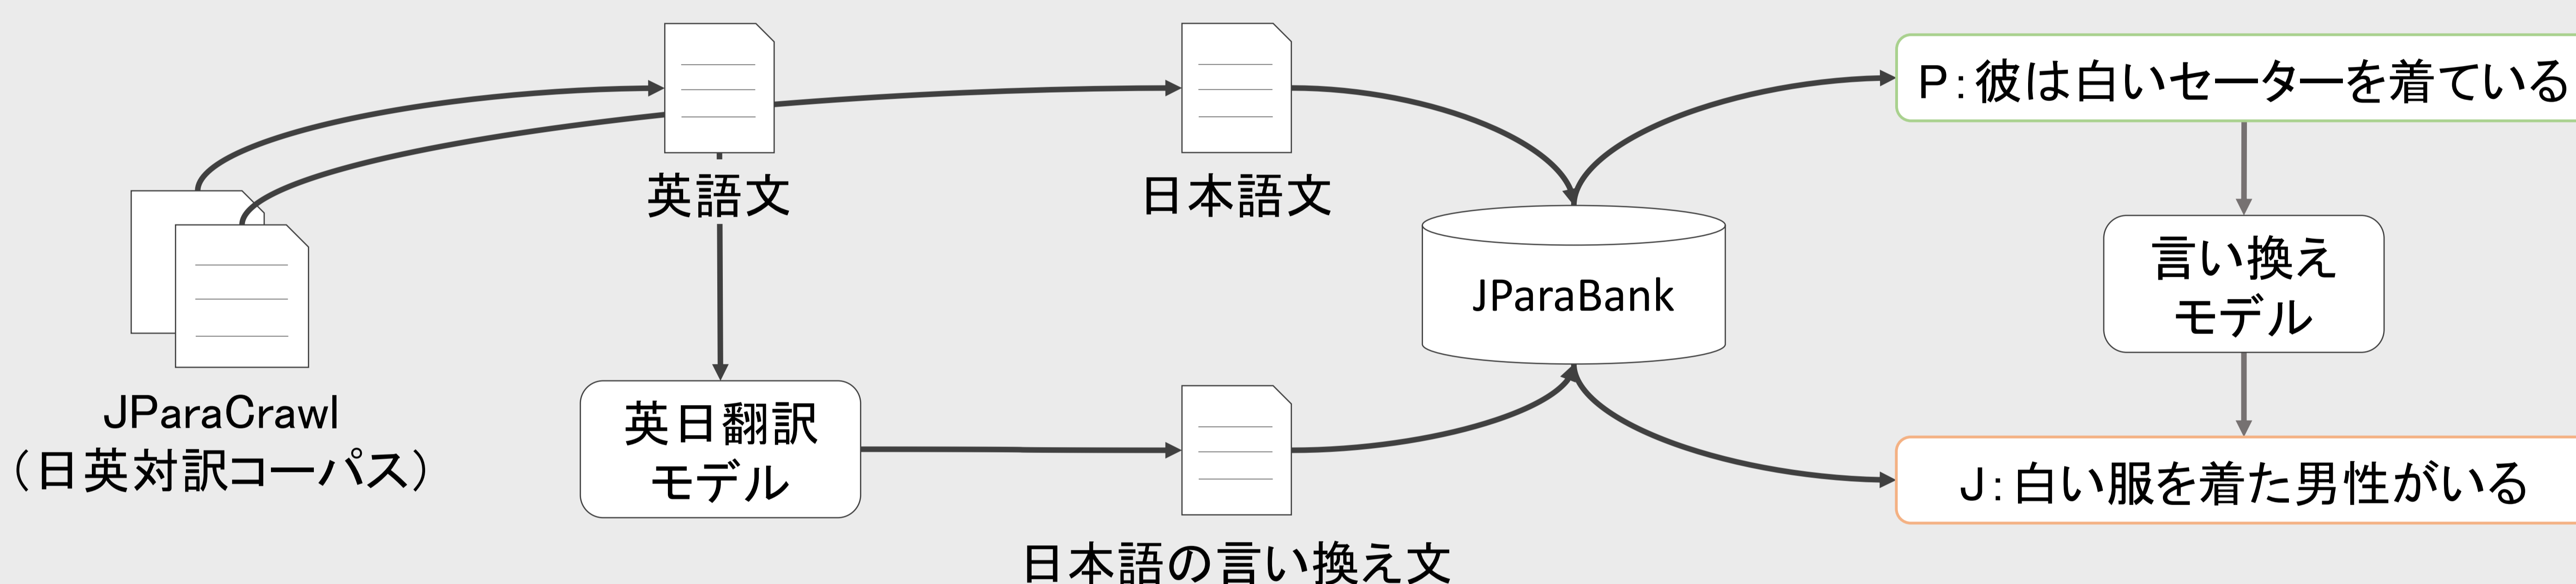 英語文
日本語文
P:彼は白いセーターを着ている
JParaCrawl
(日英対訳コーパス)
英日翻訳
モデル
日本語の言い換え文
JParaBank
言い換え
モデル
J:白い服を着た男性がいる